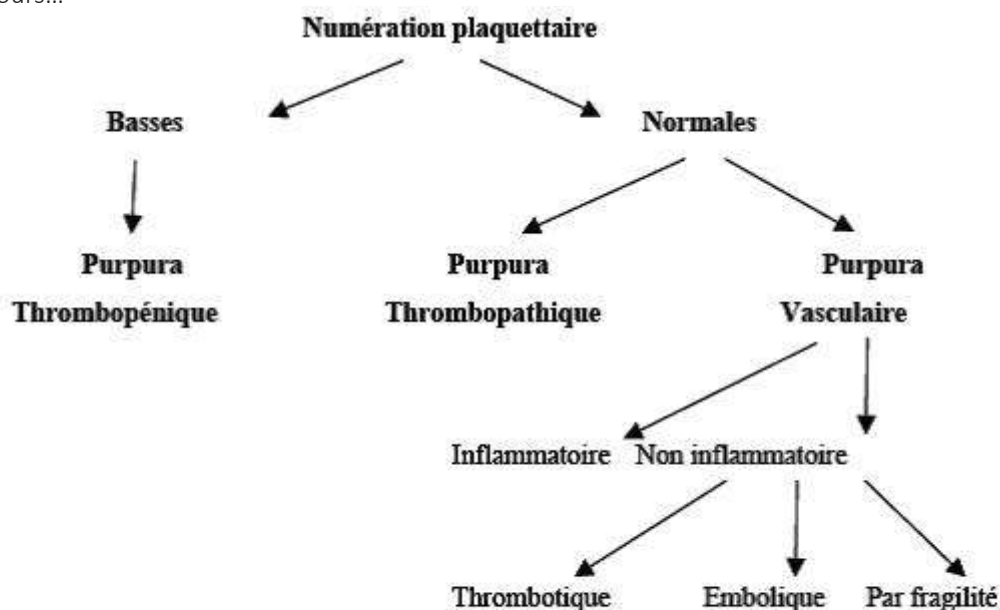 Numération plaquettaire
Basses
Normales
Purpura
Thrombopénique
Purpura
Thrombopathique
Purpura
Vasculaire
Inflammatoire
Non inflammatoire
Thrombotique
Embolique
Par fragilité